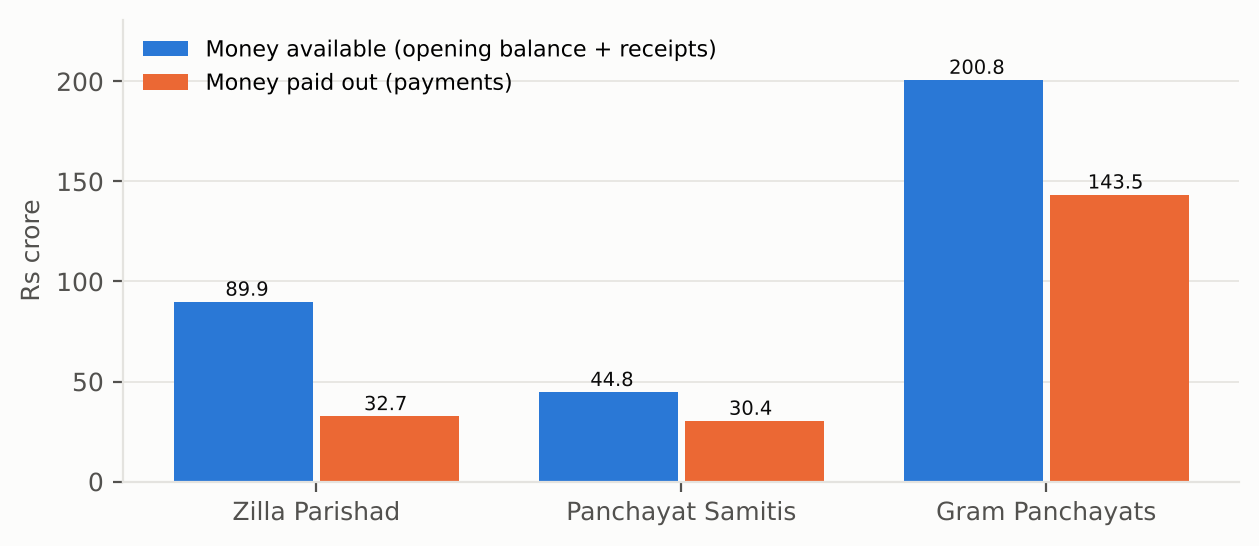 Money available (opening balance + receipts)
Money paid out (payments)
Rs crore
200
150
100
50
0
89.9
32.7
44.8
30.4
200.8
143.5
Zilla Parishad
Panchayat Samitis
Gram Panchayats